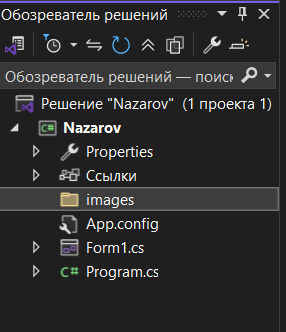 Обозреватель решений
Обозреватель решений — поиск
Решение "Nazarov" (1 проекта 1)
Nazarov
Properties
Ссылки
images
App.config
Form1.cs
Program.cs